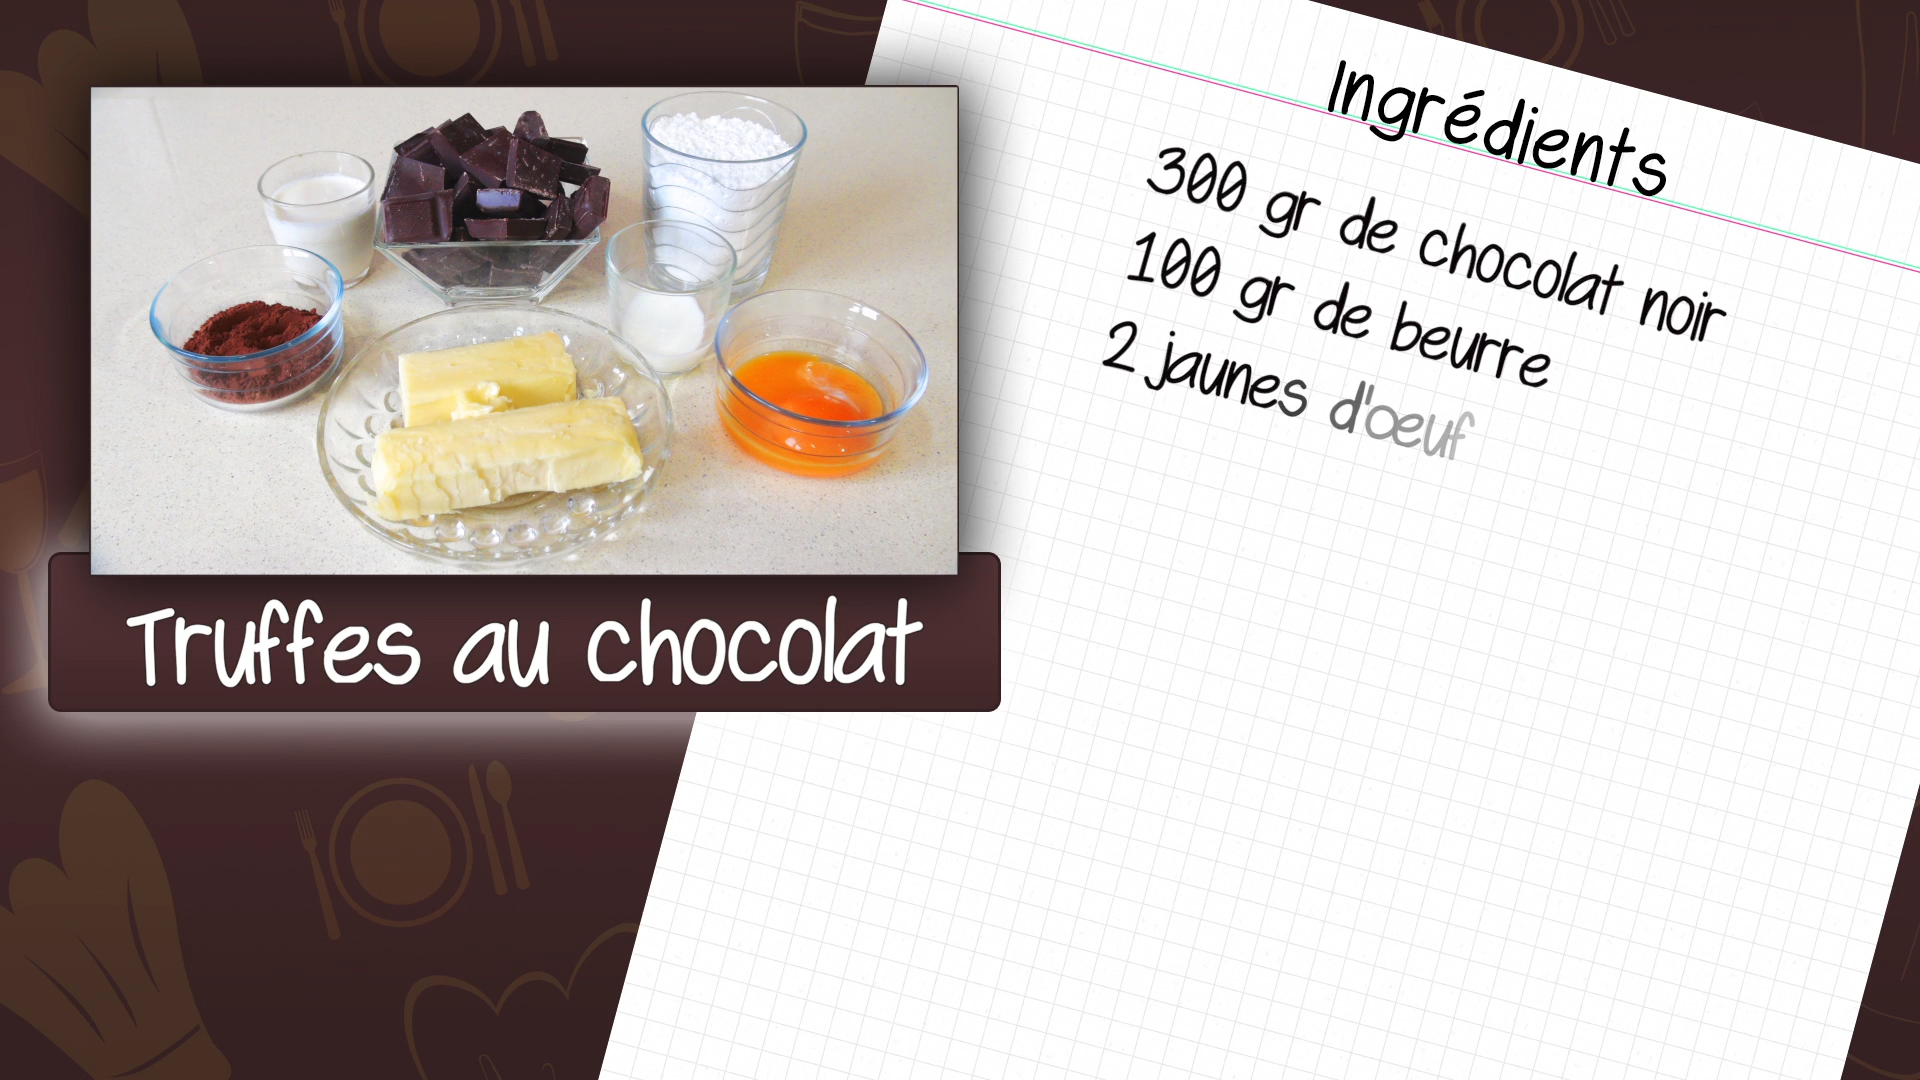 Ingrédients
300 gr de chocolat noir
100 gr de beurre
2 jaunes d'oeuf
Truffes au chocolat